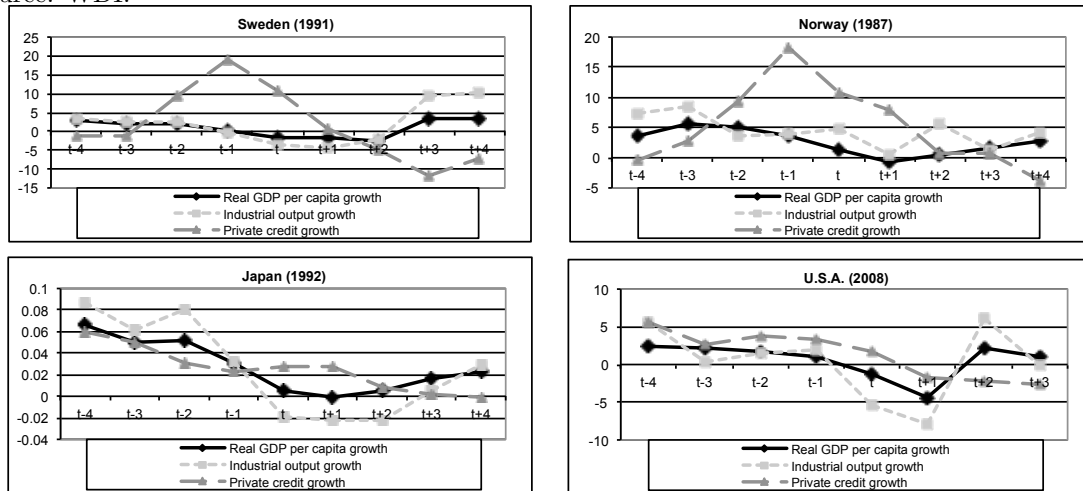 Sweden (1991)
25
20
15
10
5
0
-5
-10
-15
t-4 t-3 t-2 t-1 t t+1 t+2 t+3 t+4
Real GDP per capita growth
Industrial output growth
Private credit growth
Norway (1987)
20
15
10
5
0
-5
t-4 t-3 t-2 t-1 t t+1 t+2 t+3 t+4
Real GDP per capita growth
Industrial output growth
Private credit growth
Japan (1992)
0.1
0.08
0.06
0.04
0.02
0
-0.02
-0.04
t-4 t-3 t-2 t-1 t t+1 t+2 t+3 t+4
Real GDP per capita growth
Industrial output growth
Private credit growth
U.S.A. (2008)
10
5
0
-5
-10
t-4 t-3 t-2 t-1 t t+1 t+2 t+3
Real GDP per capita growth
Industrial output growth
Private credit growth